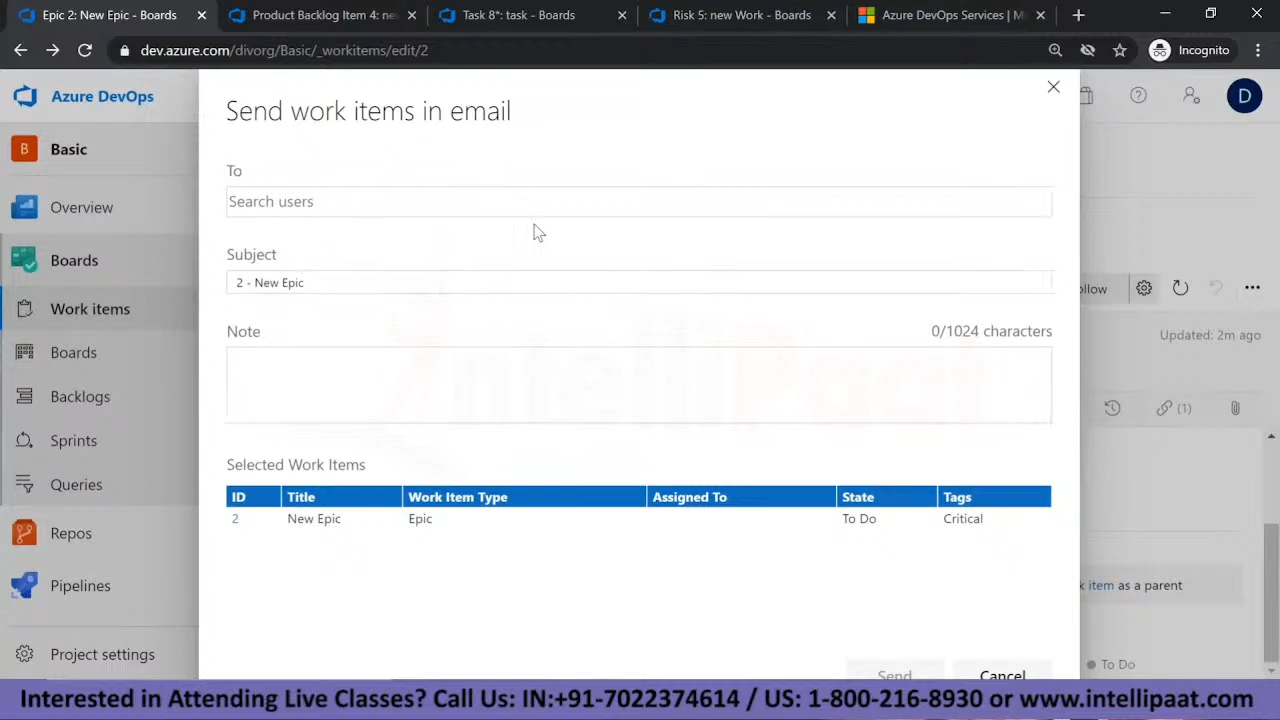 Epic 2: New Epic - Boards
Product Backlog Item 4: ne
Task 8*: task - Boards
Risk 5: new Work - Boards
Azure DevOps Services | M
dev.azure.com/divorg/Basic/_workitems/edit/2
Incognito
Azure DevOps
D
B Basic
Overview
Boards
Work items
Boards
Backlogs
Sprints
Queries
Repos
Pipelines
Project settings
Send work items in email
To
Search users
Subject
2 - New Epic
Note
0/1024 characters
IntelliPaat
Selected Work Items
ID Title Work Item Type Assigned To State Tags
2 New Epic Epic To Do Critical
Send Cancel
ollow
Updated: 2m ago
(1)
k item as a parent
To Do
Interested in Attending Live Classes? Call Us: IN:+91-7022374614 / US: 1-800-216-8930 or www.intellipaat.com